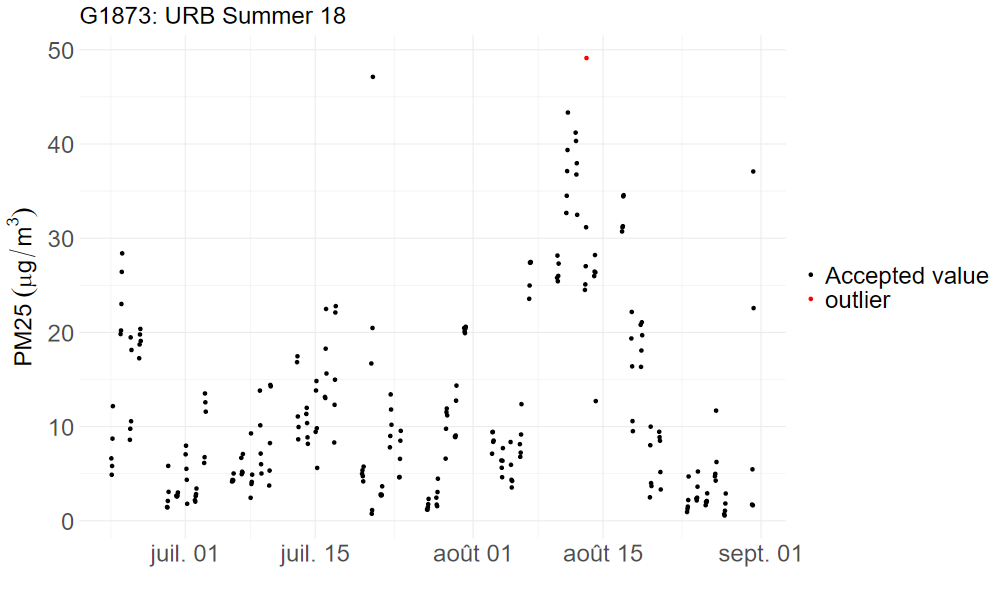 G1873: URB Summer 18
50
40
30
20
10
0
PM25 (μg/m³)
juil. 01
juil. 15
août 01
août 15
sept. 01
Accepted value
outlier